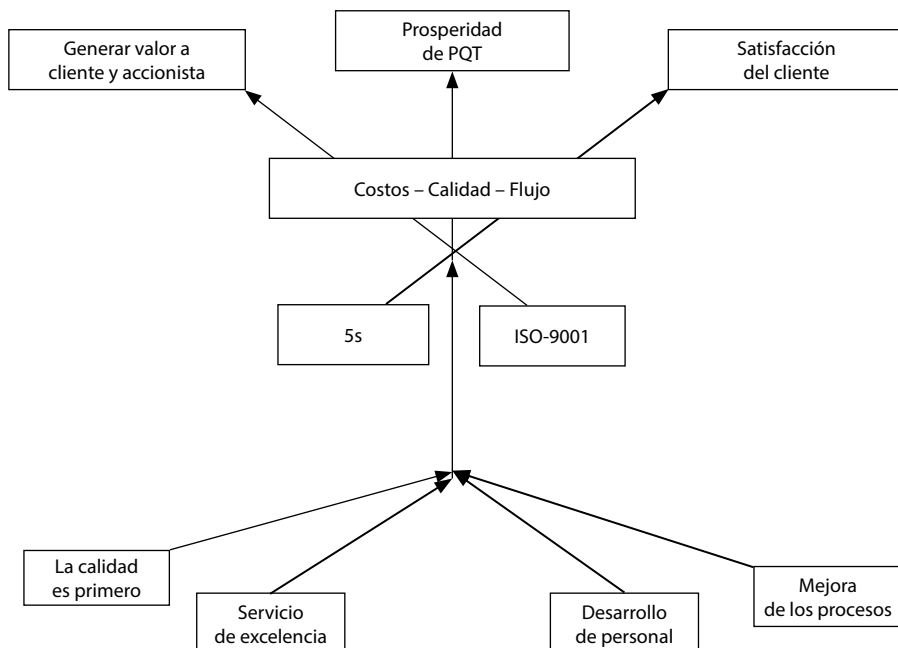 Generar valor a
cliente y accionista
Prosperidad
de PQT
Satisfacción
del cliente
Costos – Calidad – Flujo
5s
ISO-9001
La calidad
es primero
Servicio
de excelencia
Desarrollo
de personal
Mejora
de los procesos